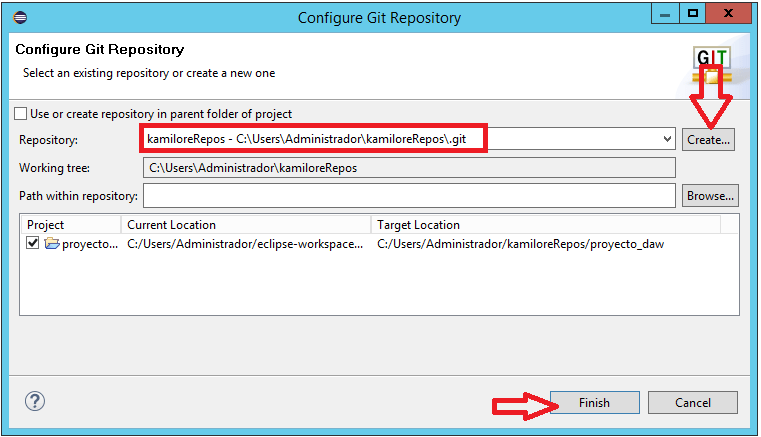 Configure Git Repository
Configure Git Repository
Select an existing repository or create a new one
GIT
Use or create repository in parent folder of project
Repository: kamiloreRepos - C:\Users\Administrador\kamiloreRepos\.git Create...
Working tree: C:\Users\Administrador\kamiloreRepos
Path within repository: Browse...
Project Current Location Target Location
proyecto... C:/Users/Administrador/eclipse-workspace... C:/Users/Administrador/kamiloreRepos/proyecto_daw
? Finish Cancel